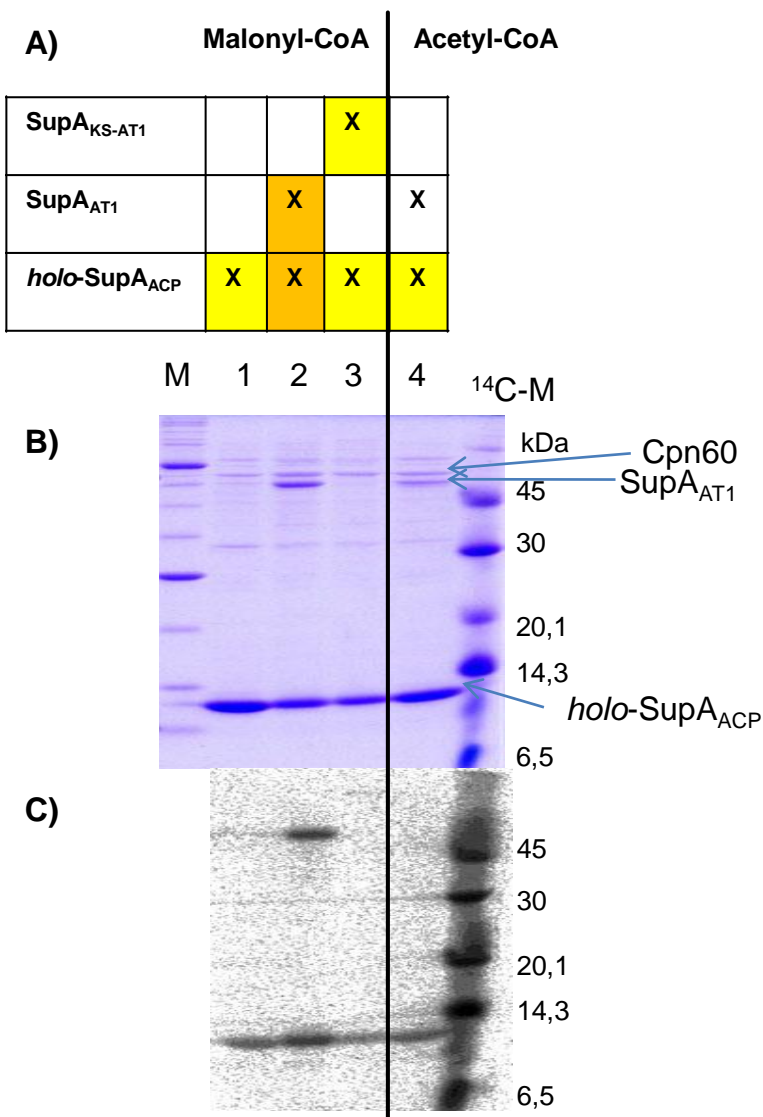 A) Malonyl-CoA Acetyl-CoA
SupAKS-AT1 X
SupAAT1 X X
holo-SupAACP X X X X
M 1 2 3 4 14C-M
B) kDa
Cpn60
SupAAT1
45
30
20,1
14,3
holo-SupAACP
6,5
C)
45
30
20,1
14,3
6,5